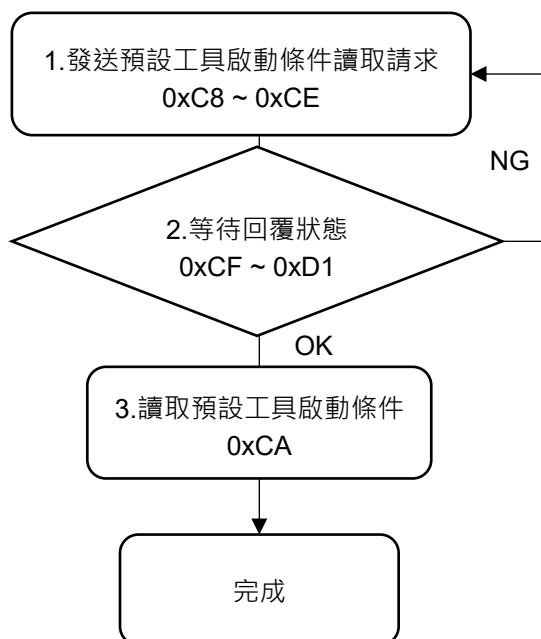 1.發送預設工具啟動條件讀取請求
0xC8 ~ 0xCE
NG
2.等待回覆狀態
0xCF ~ 0xD1
OK
3.讀取預設工具啟動條件
0xCA
完成